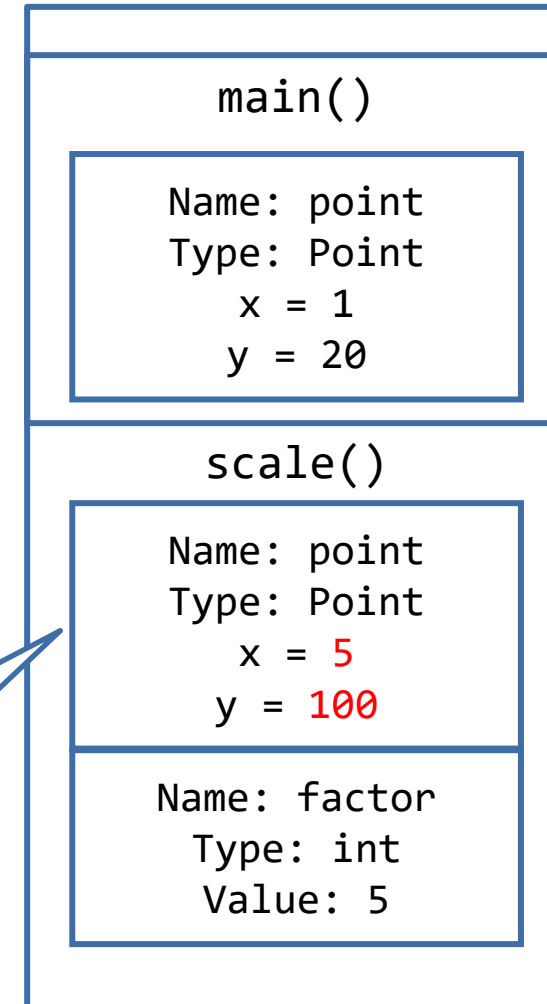 main()
Name: point
Type: Point
x = 1
y = 20
scale()
Name: point
Type: Point
x = 5
y = 100
Name: factor
Type: int
Value: 5